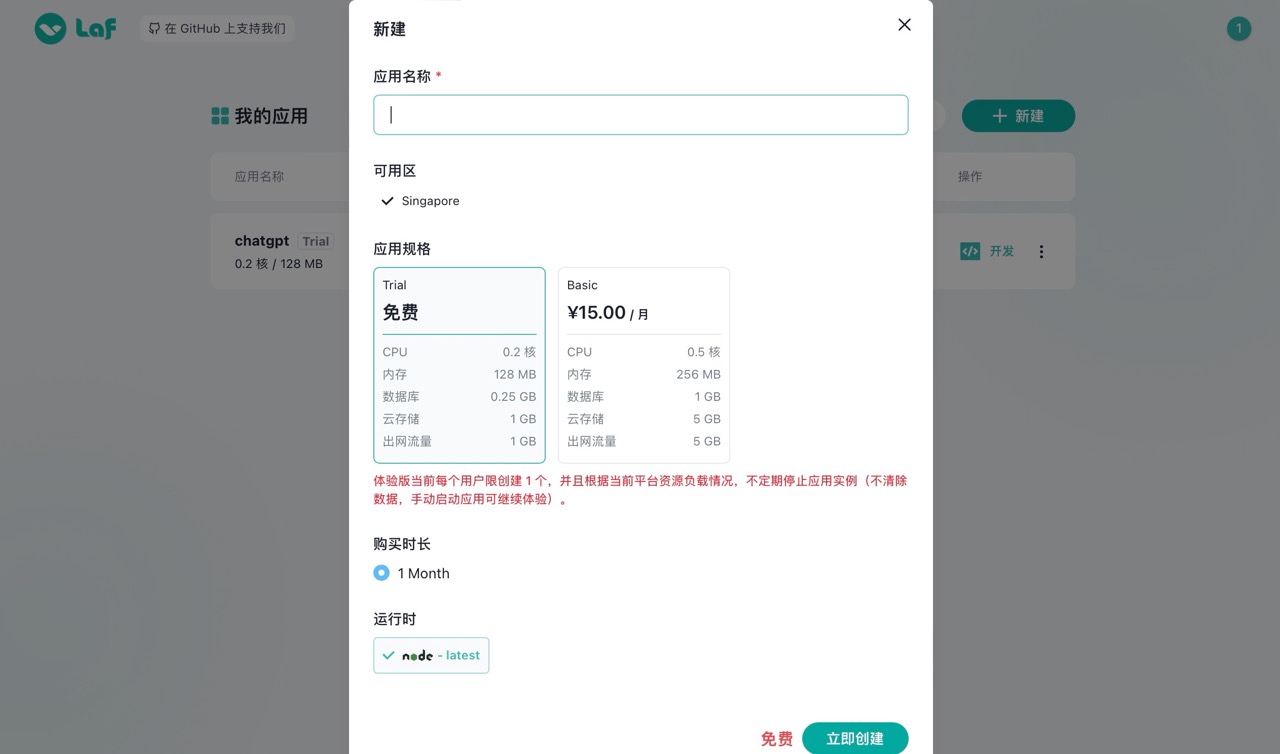 Laf
在 GitHub 上支持我们
1
我的应用
新建
应用名称
操作
chatgpt Trial
0.2 核 / 128 MB
开发
新建
应用名称 *
可用区
Singapore
应用规格
Trial
免费
CPU 0.2 核
内存 128 MB
数据库 0.25 GB
云存储 1 GB
出网流量 1 GB
Basic
¥15.00 / 月
CPU 0.5 核
内存 256 MB
数据库 1 GB
云存储 5 GB
出网流量 5 GB
体验版当前每个用户限创建 1 个，并且根据当前平台资源负载情况，不定期停止应用实例（不清除
数据，手动启动应用可继续体验）。
购买时长
1 Month
运行时
node - latest
免费 立即创建